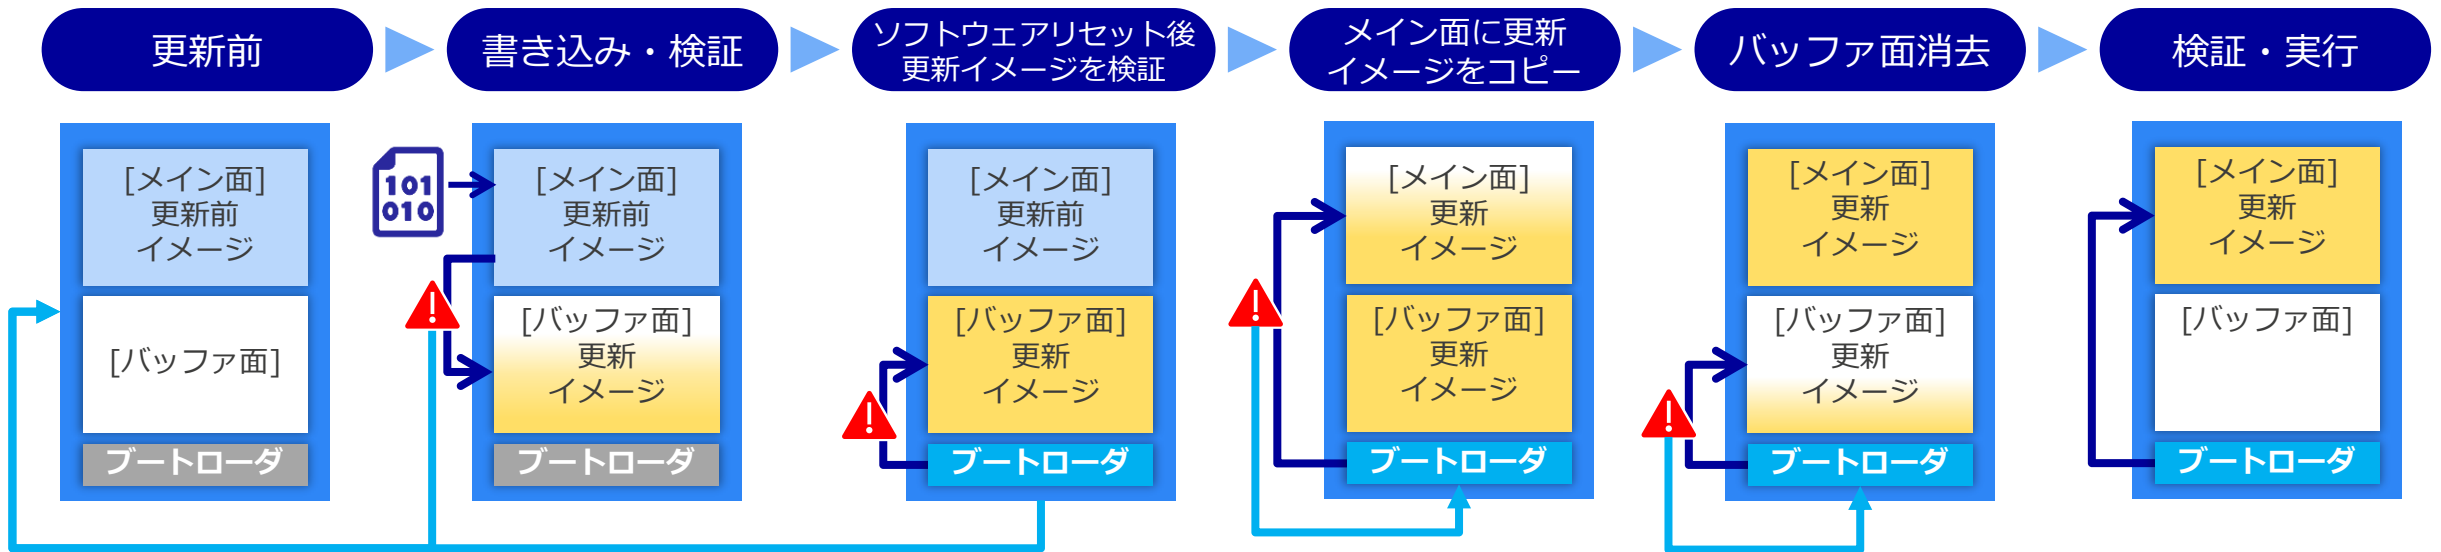 更新前
書き込み・検証
ソフトウェアリセット後
更新イメージを検証
メイン面に更新
イメージをコピー
バッファ面消去
検証・実行
[メイン面]
更新前
イメージ
[バッファ面]
ブートローダ
101
010
[メイン面]
更新前
イメージ
[バッファ面]
更新
イメージ
ブートローダ
[メイン面]
更新前
イメージ
[バッファ面]
更新
イメージ
ブートローダ
[メイン面]
更新
イメージ
[バッファ面]
更新
イメージ
ブートローダ
[メイン面]
更新
イメージ
[バッファ面]
更新
イメージ
ブートローダ
[メイン面]
更新
イメージ
[バッファ面]
ブートローダ